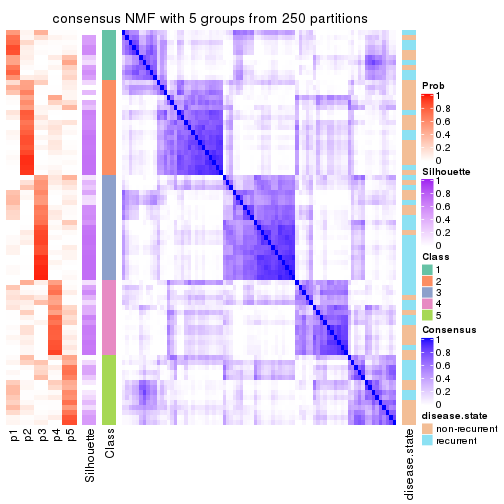 consensus NMF with 5 groups from 250 partitions
Prob
1
0.8
0.6
0.4
0.2
0
Silhouette
1
0.8
0.6
0.4
0.2
0
Class
1
2
3
4
5
Consensus
1
0.8
0.6
0.4
0.2
0
disease.state
non-recurrent
recurrent
p1
p2
p3
p4
p5
Silhouette
Class
disease.state